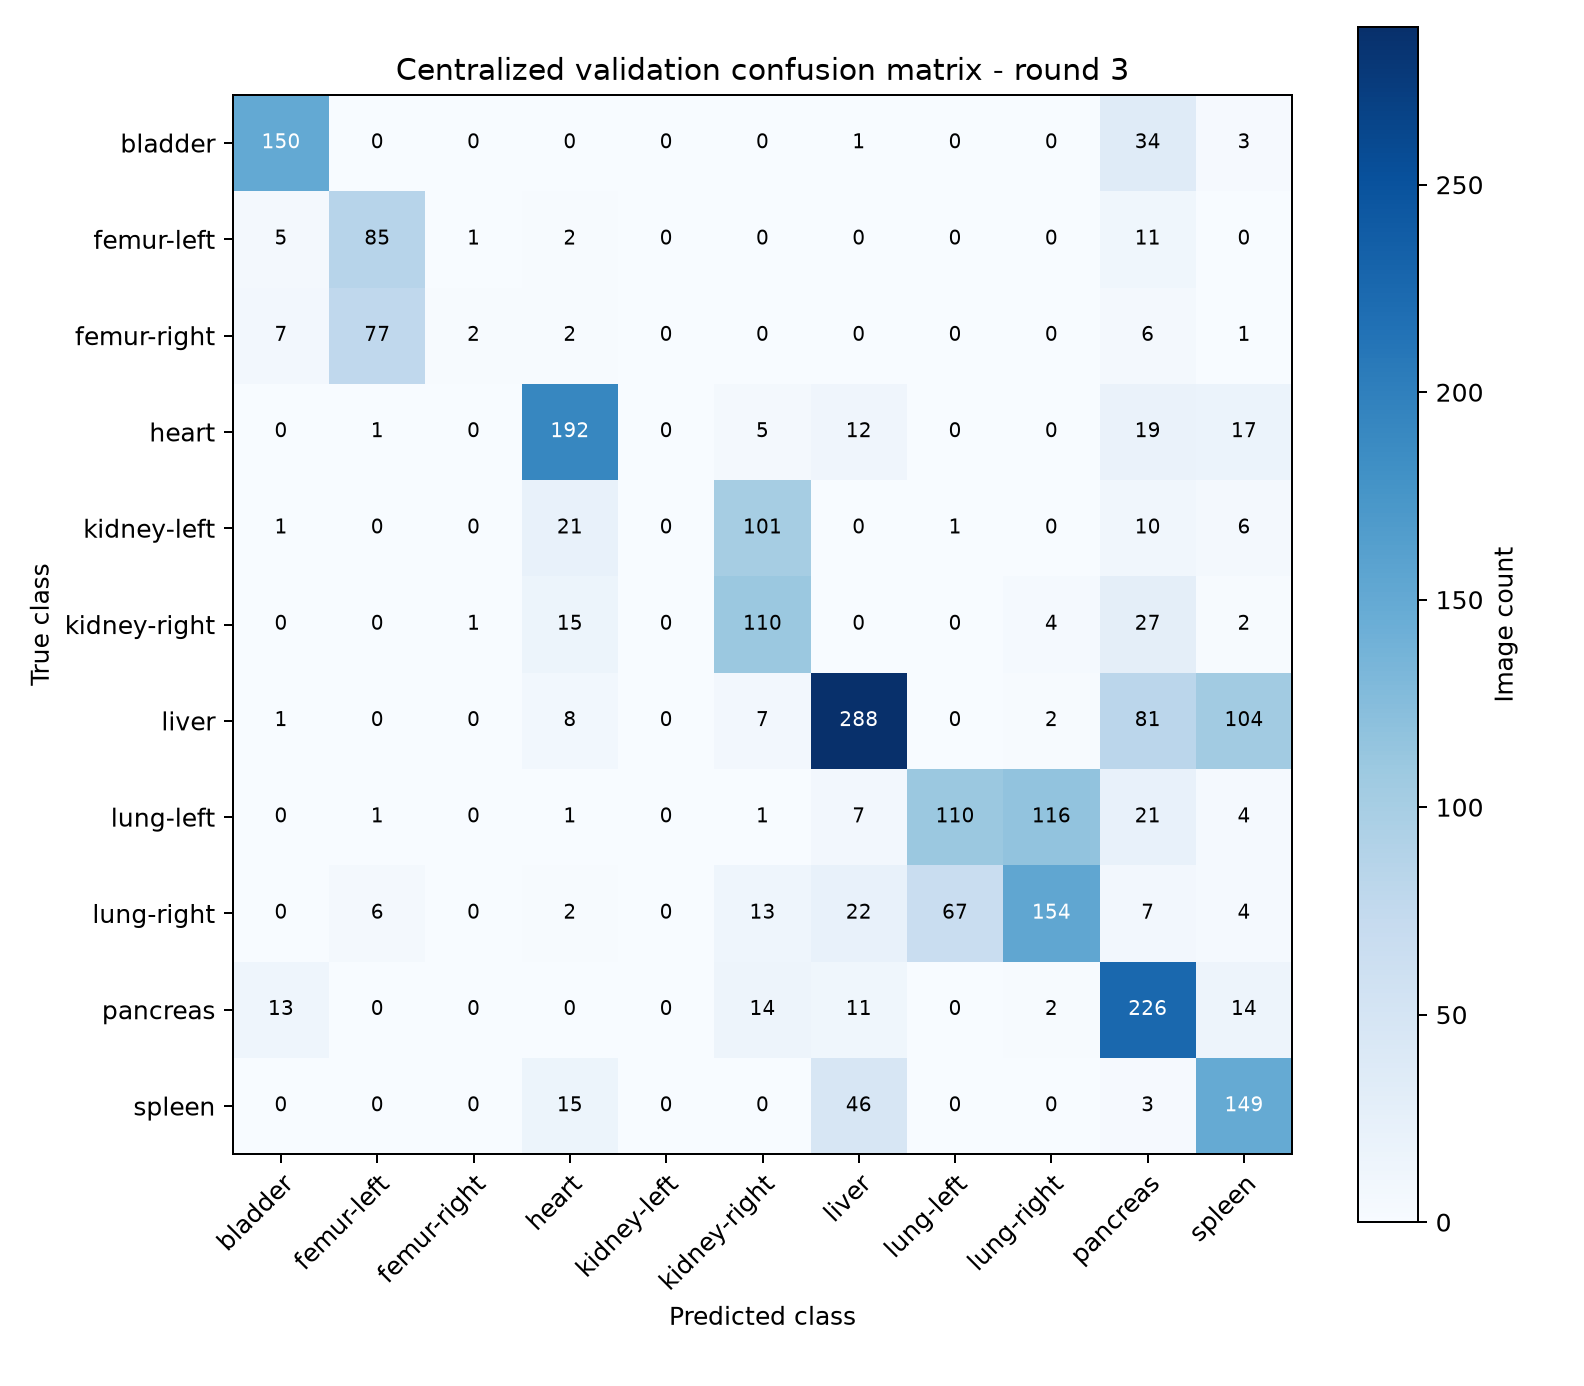 Centralized validation confusion matrix - round 3
bladder 150 0 0 0 0 0 1 0 0 34 3
femur-left 5 85 1 2 0 0 0 0 0 11 0
femur-right 7 77 2 2 0 0 0 0 0 6 1
heart 0 1 0 192 0 5 12 0 0 19 17
kidney-left 1 0 0 21 0 101 0 1 0 10 6
kidney-right 0 0 1 15 0 110 0 0 4 27 2
liver 1 0 0 8 0 7 288 0 2 81 104
lung-left 0 1 0 1 0 1 7 110 116 21 4
lung-right 0 6 0 2 0 13 22 67 154 7 4
pancreas 13 0 0 0 0 14 11 0 2 226 14
spleen 0 0 0 15 0 0 46 0 0 3 149
True class
bladder femur-left femur-right heart kidney-left kidney-right liver lung-left lung-right pancreas spleen
Predicted class
250
200
150
100
50
0
Image count